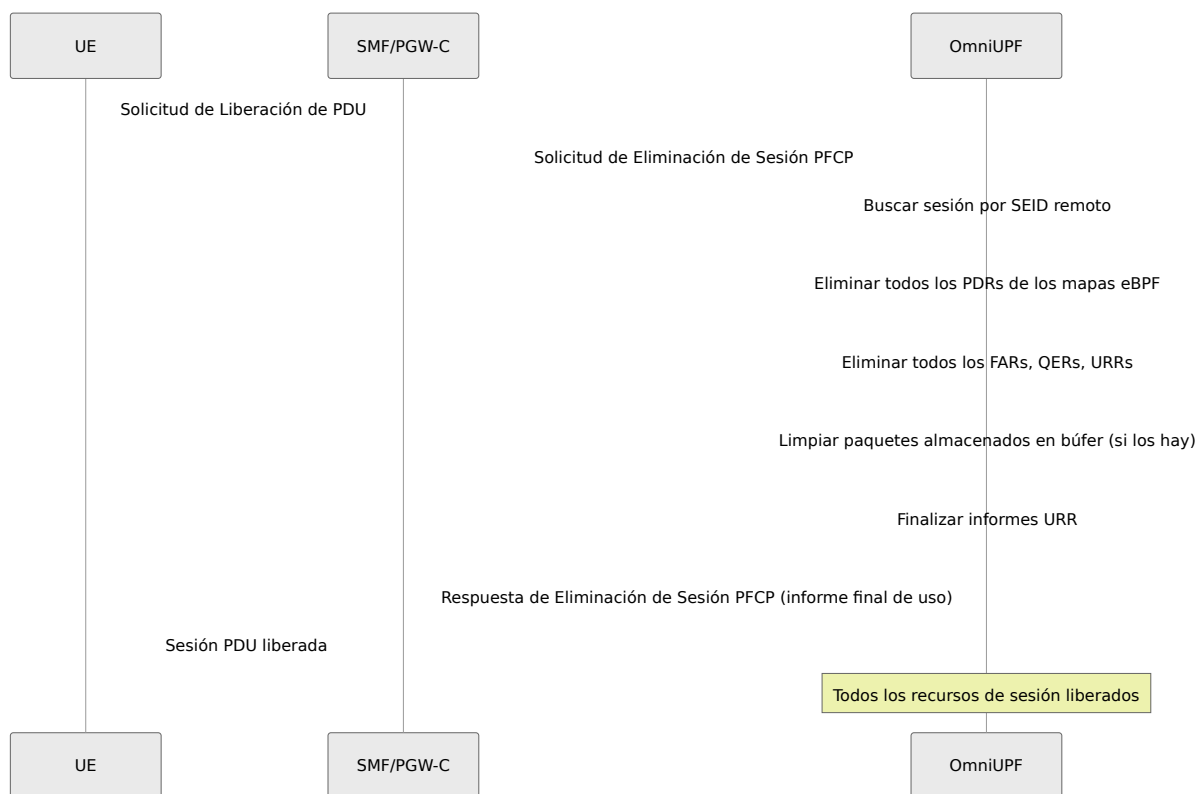 UE
SMF/PGW-C
OmniUPF
Solicitud de Liberación de PDU
Solicitud de Eliminación de Sesión PFCP
Buscar sesión por SEID remoto
Eliminar todos los PDRs de los mapas eBPF
Eliminar todos los FARs, QERs, URRs
Limpiar paquetes almacenados en búfer (si los hay)
Finalizar informes URR
Respuesta de Eliminación de Sesión PFCP (informe final de uso)
Sesión PDU liberada
Todos los recursos de sesión liberados
UE
SMF/PGW-C
OmniUPF